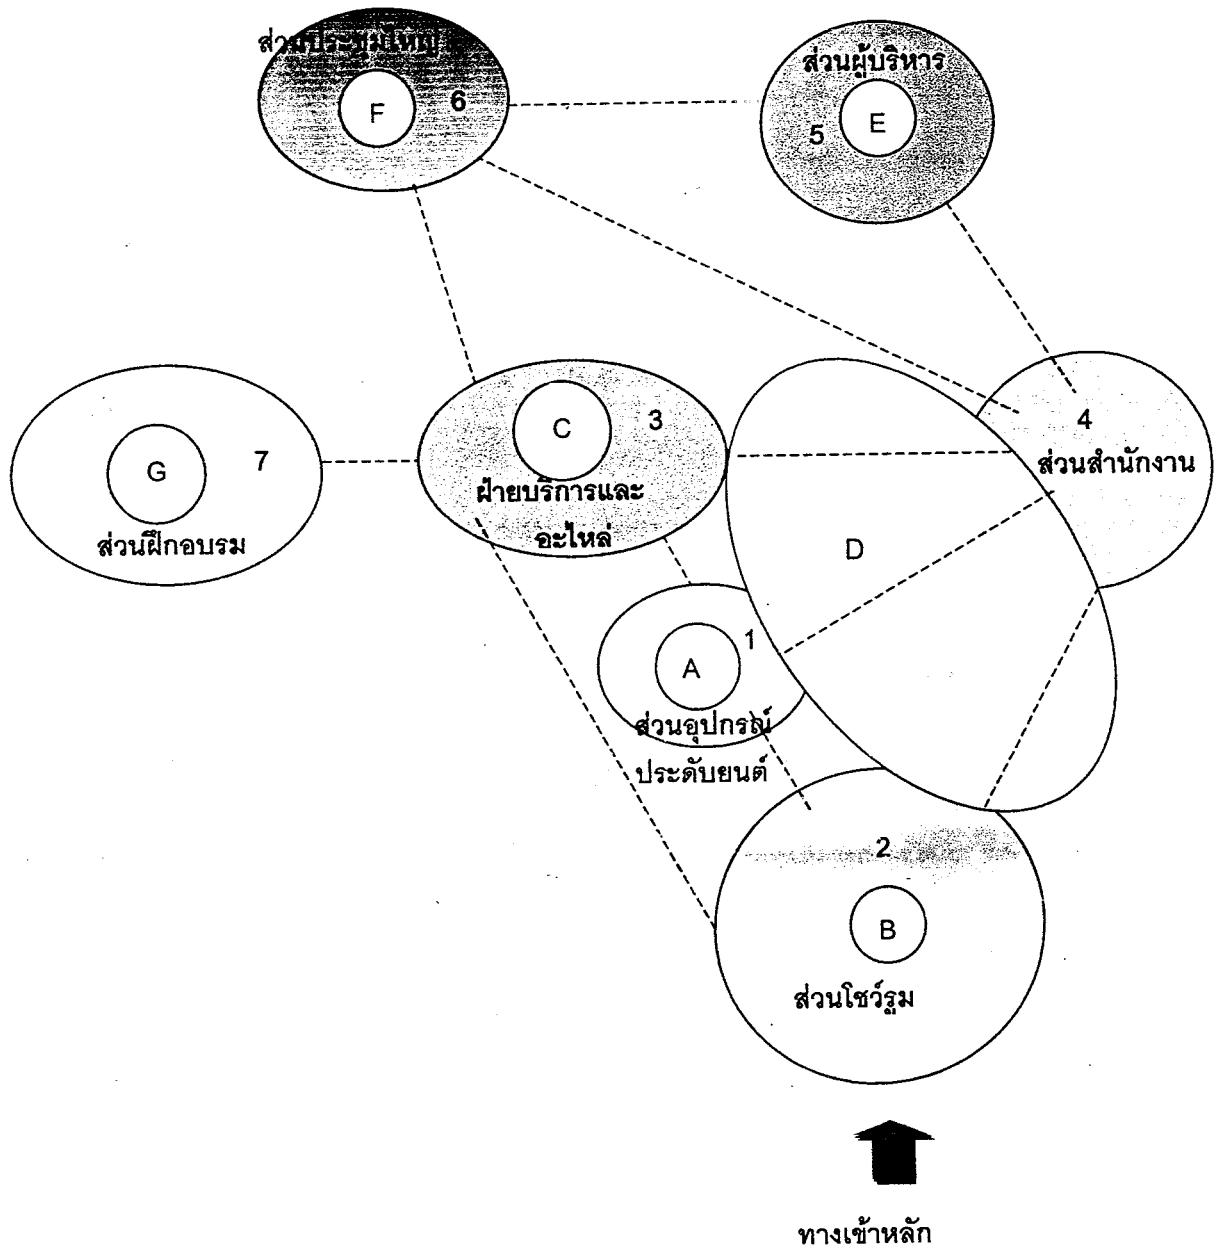 ส่วนประชุมใหญ่
F
6
ส่วนผู้บริหาร
5
E
C
3
ฝ่ายบริการและ
อะไหล่
4
ส่วนสำนักงาน
G
7
ส่วนฝึกอบรม
D
1
A
ส่วนอุปกรณ์
ประดับยนต์
2
B
ส่วนโชว์รูม
ทางเข้าหลัก